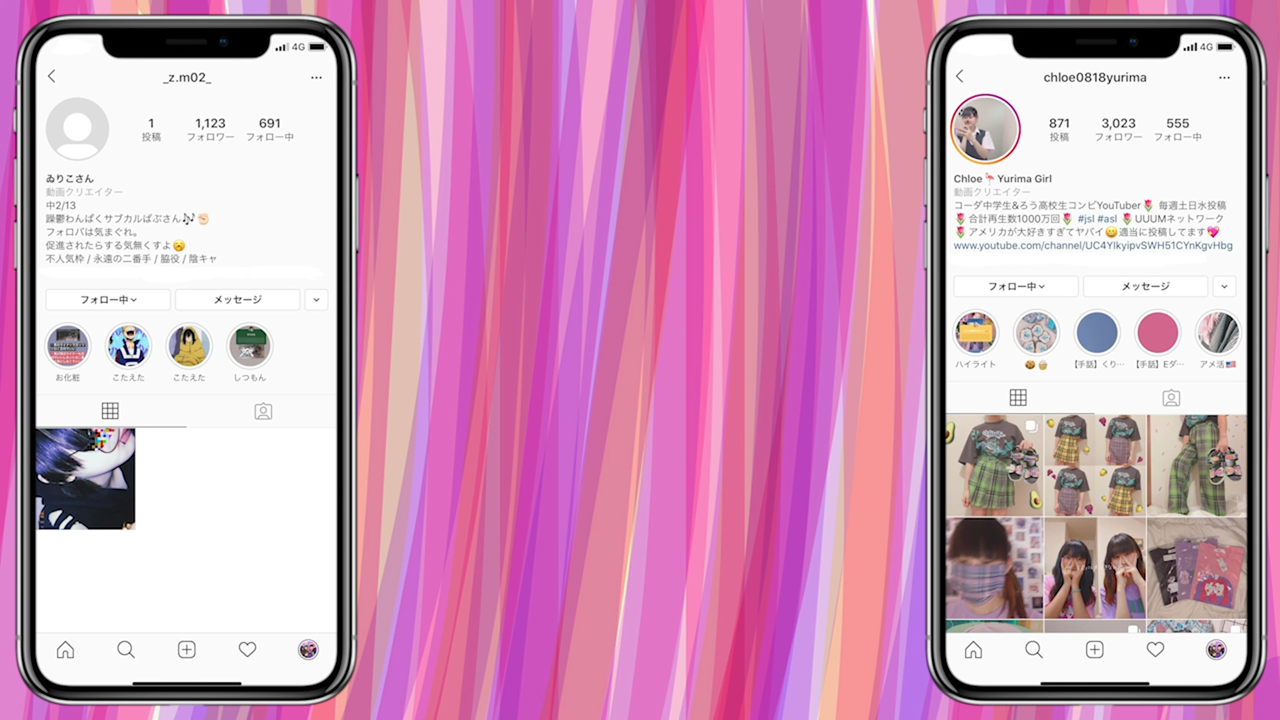 4G
_z.m02_
1
1,123
691
投稿
フォロワー
フォロー中
ゐりこさん
動画クリエイター
中2/13
躁鬱わんぱくサブカルばぶさん🎶✊🏻
フォロバは気まぐれ。
促進されたらする気無くすよ😪
不人気枠 / 永遠の二番手 / 脇役 / 陰キャ
フォロー中
メッセージ
お化粧
こたえた
こたえた
しつもん
4G
chloe0818yurima
871
3,023
555
投稿
フォロワー
フォロー中
Chloe🦩Yurima Girl
動画クリエイター
コーダ中学生&ろう高校生コンビYouTuber🌷 毎週土日水投稿
🌷合計再生数1000万回🌷 #jsl #asl 🌷UUUMネットワーク
🌷アメリカが大好きすぎてヤバイ😀適当に投稿してます💖
www.youtube.com/channel/UC4YIkyipvSWH51CYnKgvHbg
フォロー中
メッセージ
ハイライト
🍪🧁
【手話】くり…
【手話】Eダ…
アメ活🇺🇸